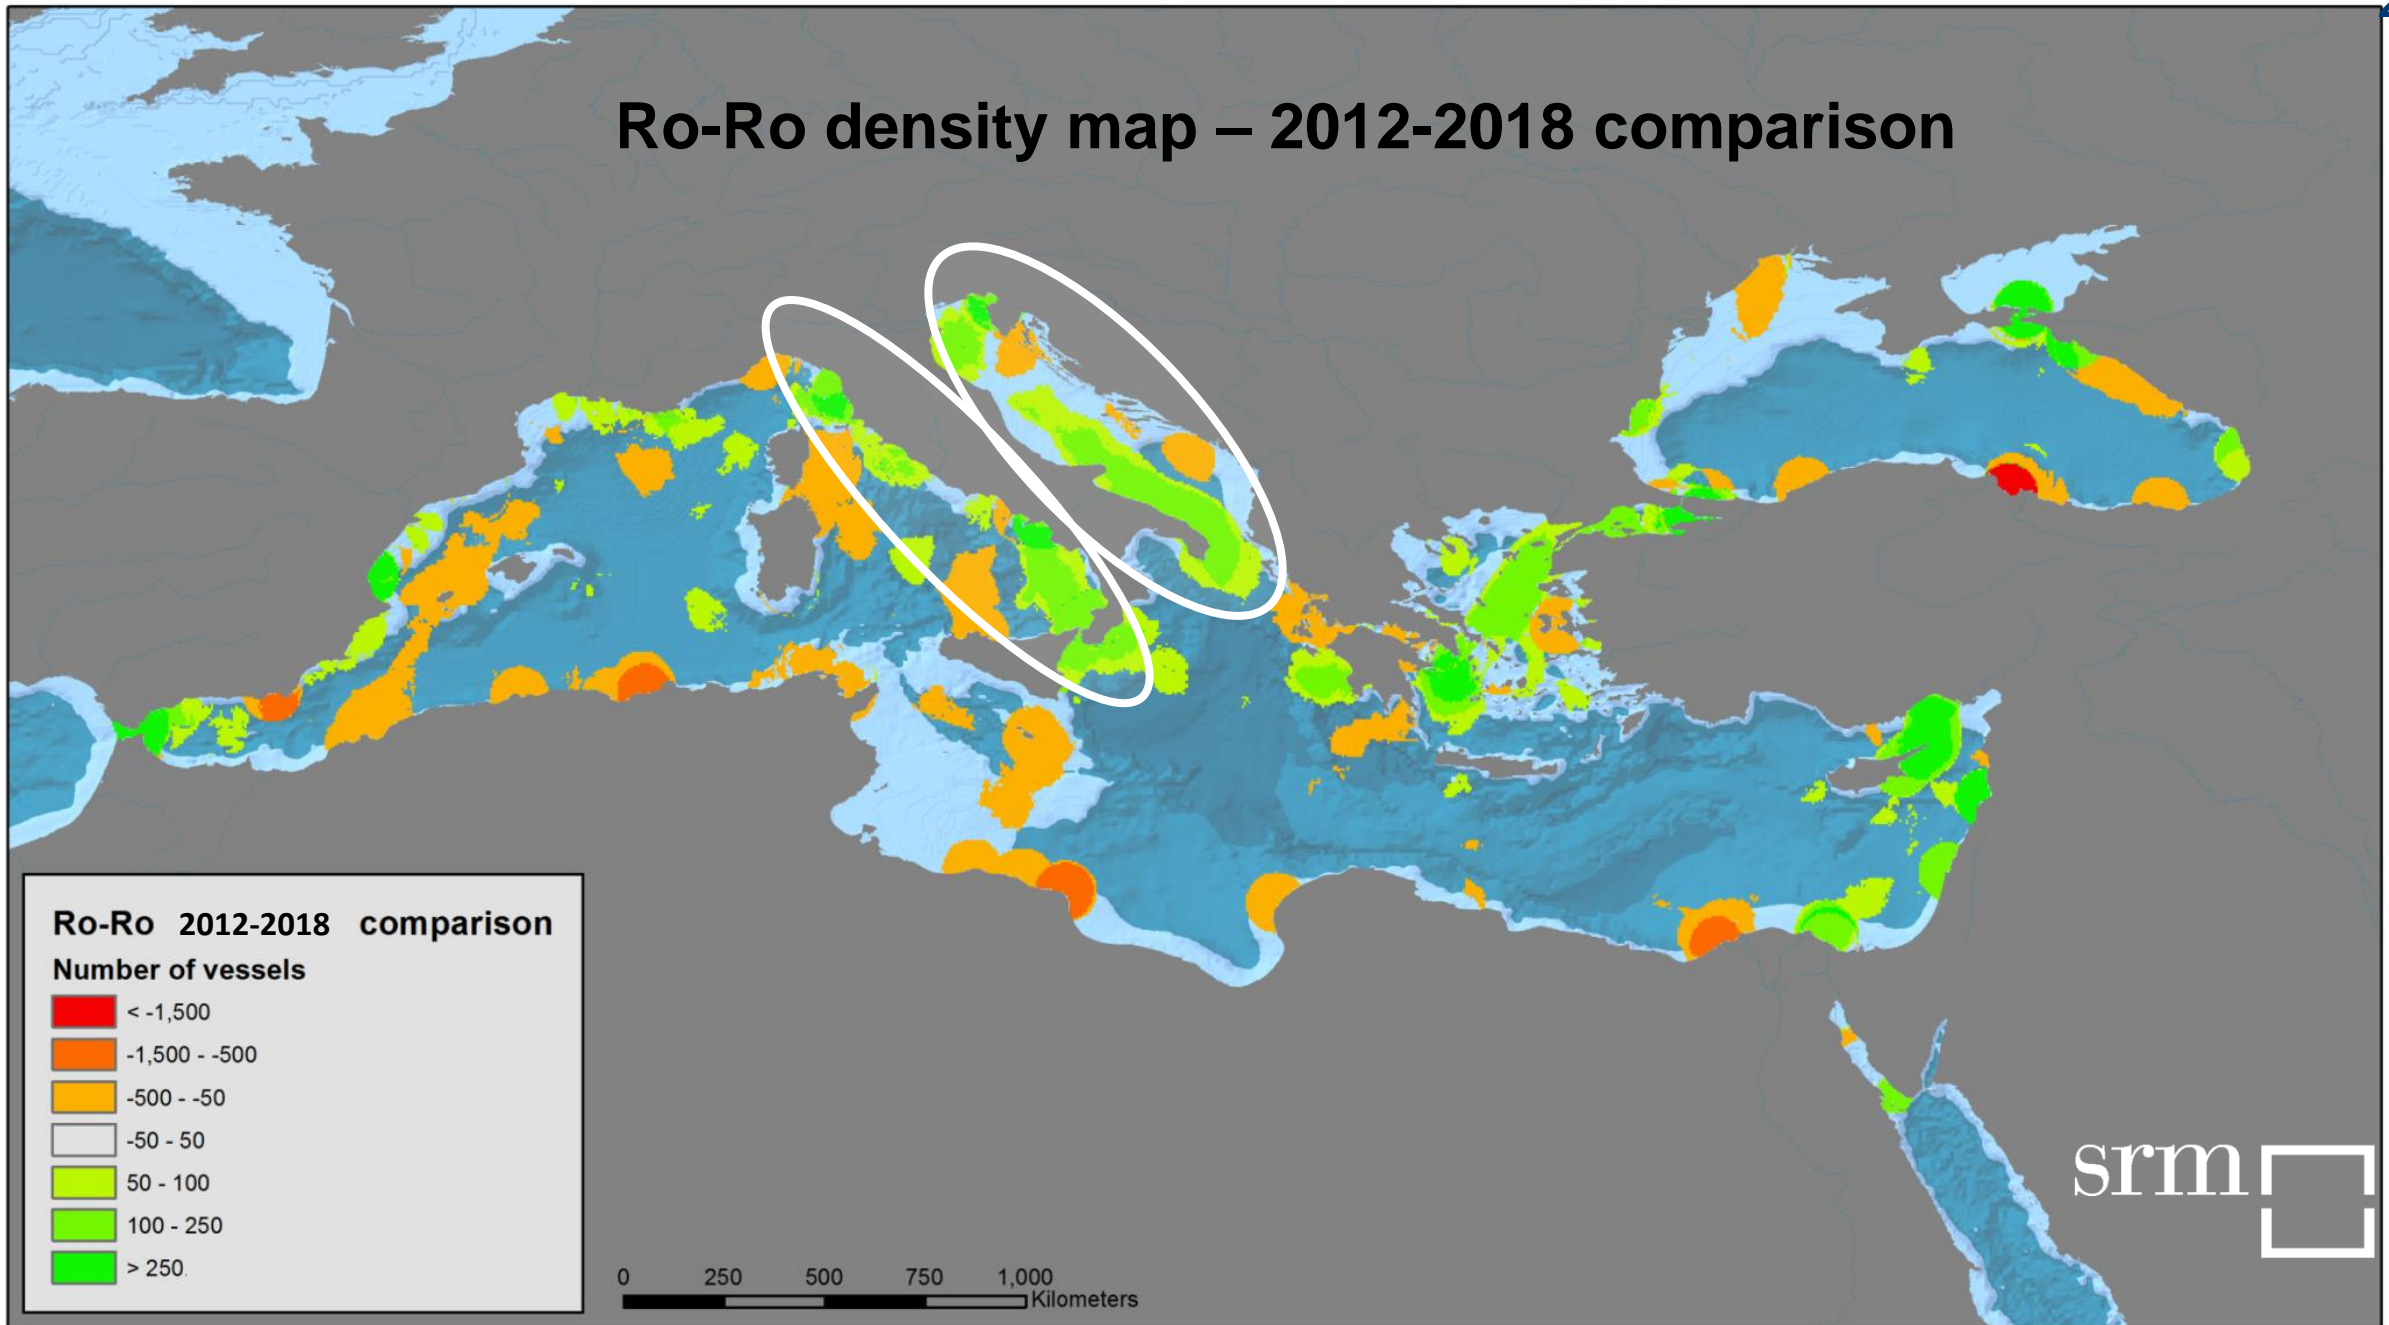 Ro-Ro density map – 2012-2018 comparison
Ro-Ro 2012-2018 comparison
Number of vessels
< -1,500
-1,500 - -500
-500 - -50
-50 - 50
50 - 100
100 - 250
> 250
0 250 500 750 1,000
Kilometers
srm